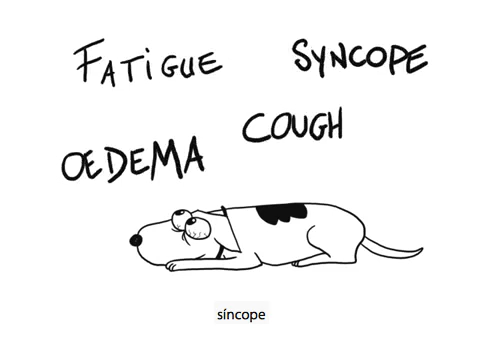 FATIGUE
SYNCOPE
COUGH
OEDEMA
síncope